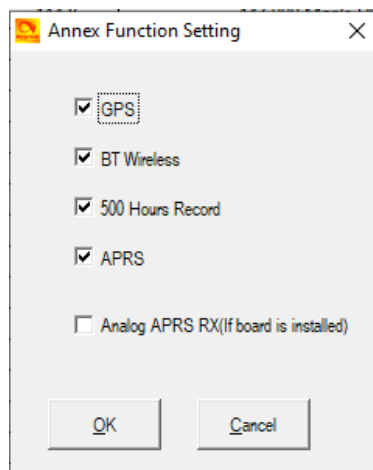 Annex Function Setting
GPS
BT Wireless
500 Hours Record
APRS
Analog APRS RX(If board is installed)
OK
Cancel